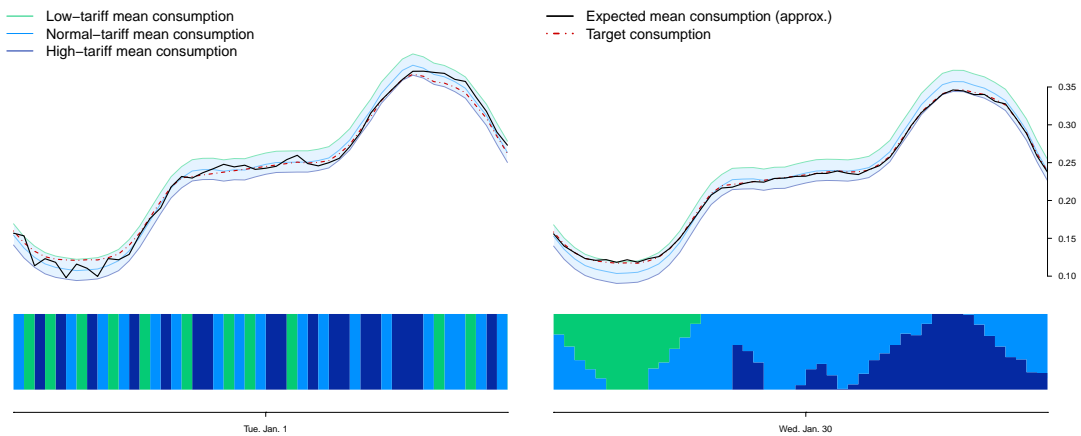 Low−tariff mean consumption
Normal−tariff mean consumption
High−tariff mean consumption
Expected mean consumption (approx.)
Target consumption
0.35
0.30
0.25
0.20
0.15
0.10
Tue. Jan. 1
Wed. Jan. 30